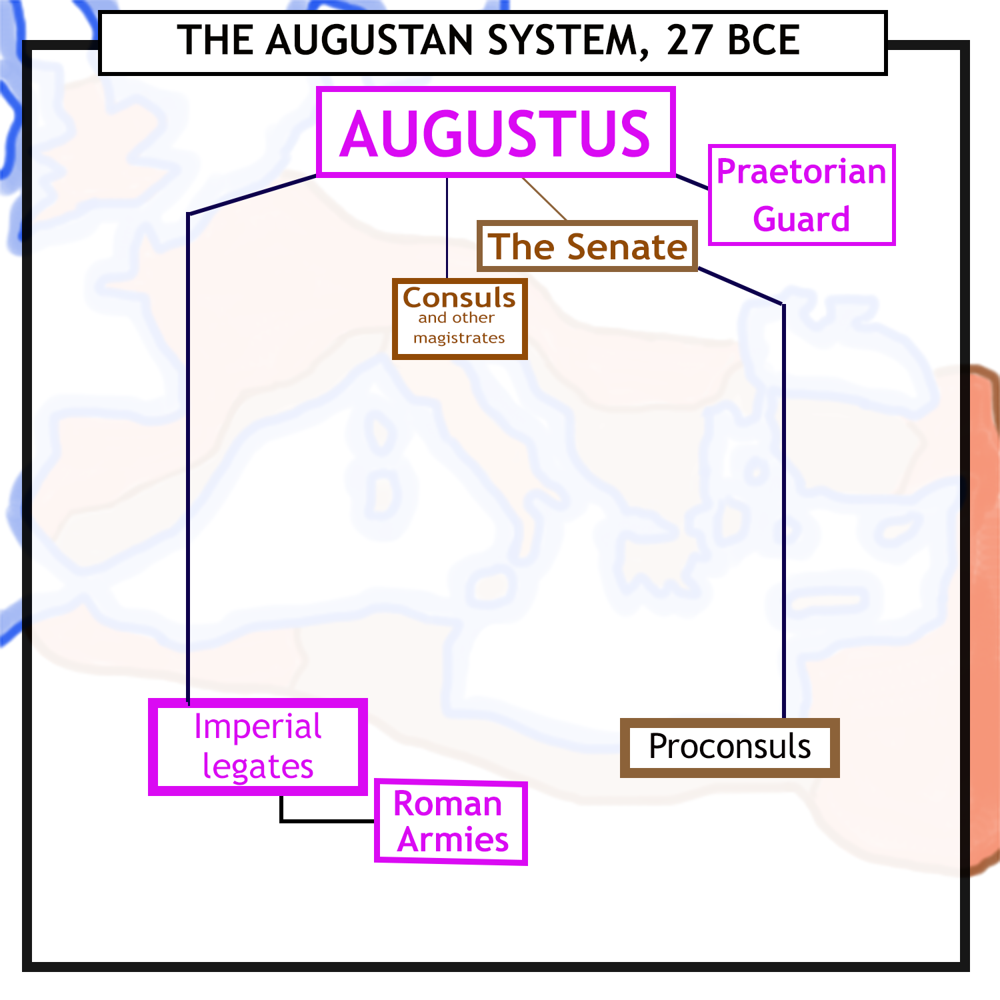 THE AUGUSTAN SYSTEM, 27 BCE
AUGUSTUS
Praetorian
Guard
The Senate
Consuls
and other
magistrates
Imperial
legates
Proconsuls
Roman
Armies